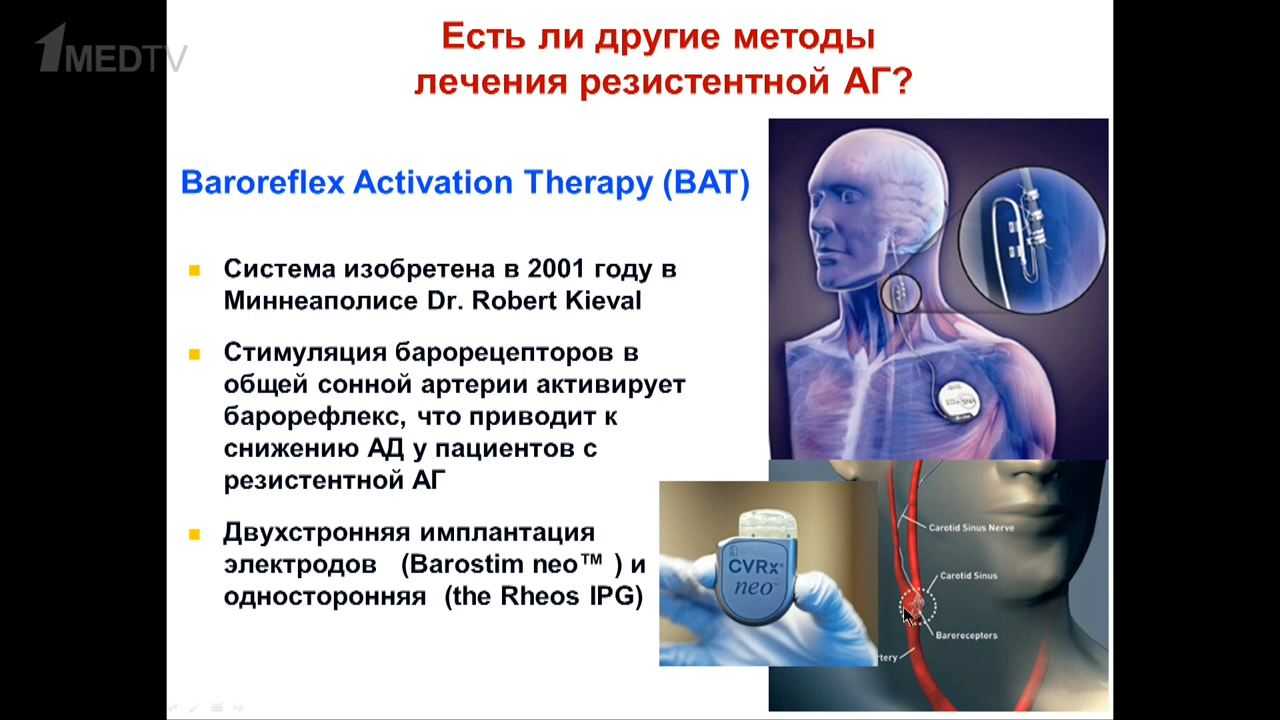 1MEDTV
Есть ли другие методы
лечения резистентной АГ?
Baroreflex Activation Therapy (BAT)
Система изобретена в 2001 году в
Миннеаполисе Dr. Robert Kieval
Стимуляция барорецепторов в
общей сонной артерии активирует
барорефлекс, что приводит к
снижению АД у пациентов с
резистентной АГ
Двухстронняя имплантация
электродов (Barostim neo™ ) и
односторонняя (the Rheos IPG)
CVRx®
neo™
Carotid Sinus Nerve
Carotid Sinus
Baroreceptors